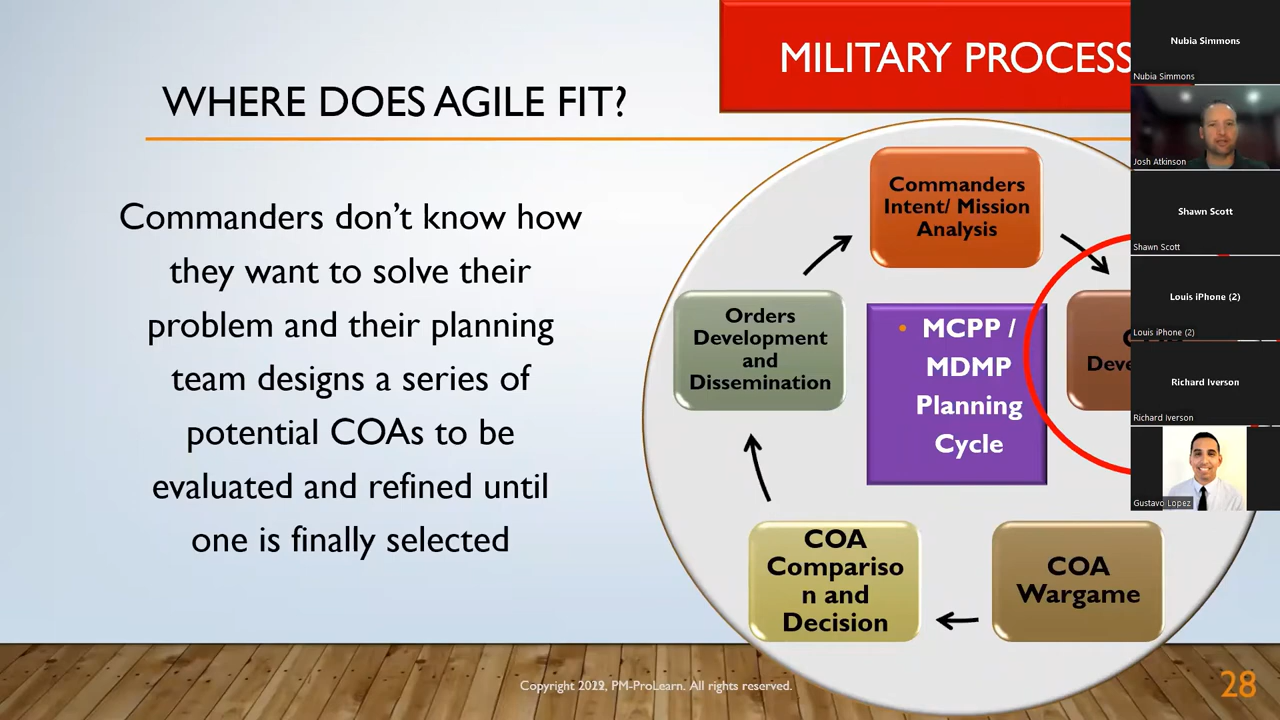 WHERE DOES AGILE FIT?
MILITARY PROCESS
Commanders don't know how
they want to solve their
problem and their planning
team designs a series of
potential COAs to be
evaluated and refined until
one is finally selected
Commanders
Intent/ Mission
Analysis
Orders
Development
and
Dissemination
• MCPP /
MDMP
Planning
Cycle
Deve
COA
Compariso
n and
Decision
COA
Wargame
Nubia Simmons
Nubia Simmons
Josh Atkinson
Shawn Scott
Shawn Scott
Louis iPhone (2)
Louis iPhone (2)
Richard Iverson
Richard Iverson
Gustavo Lopez
Copyright PM-ProLearn. All rights reserved.
28